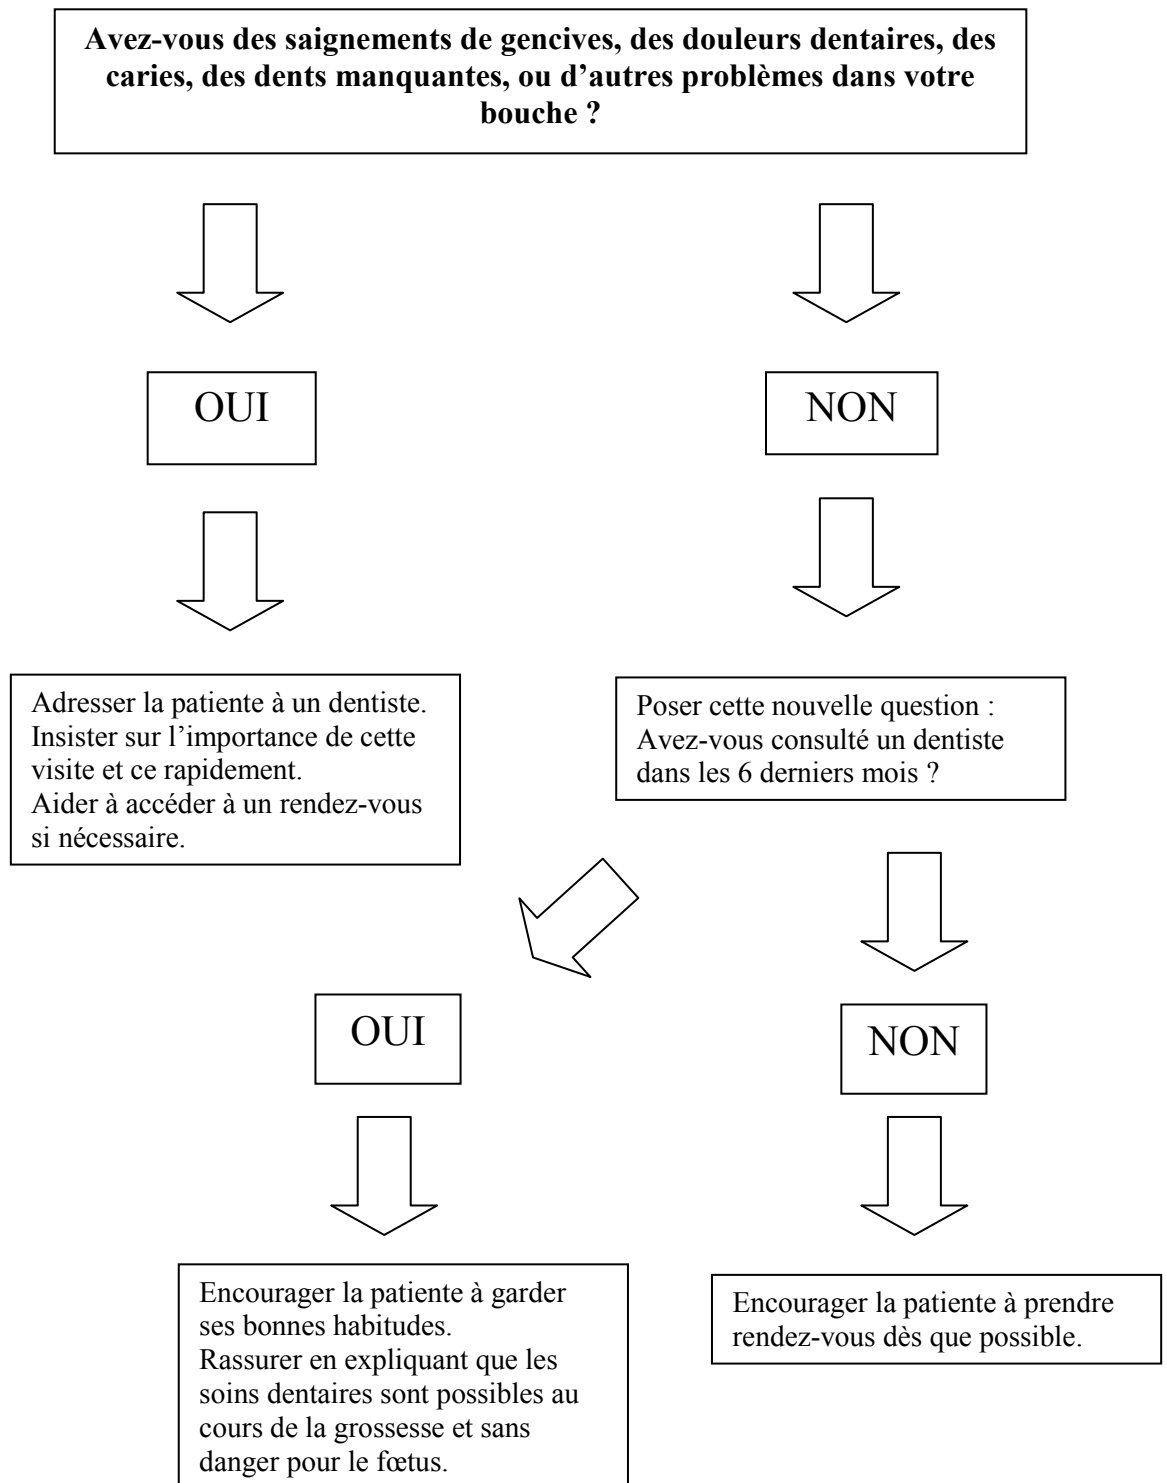 Avez-vous des saignements de gencives, des douleurs dentaires, des
caries, des dents manquantes, ou d’autres problèmes dans votre
bouche ?
OUI
NON
Adresser la patiente à un dentiste.
Insister sur l’importance de cette
visite et ce rapidement.
Aider à accéder à un rendez-vous
si nécessaire.
Poser cette nouvelle question :
Avez-vous consulté un dentiste
dans les 6 derniers mois ?
OUI
NON
Encourager la patiente à garder
ses bonnes habitudes.
Rassurer en expliquant que les
soins dentaires sont possibles au
cours de la grossesse et sans
danger pour le fœtus.
Encourager la patiente à prendre
rendez-vous dès que possible.